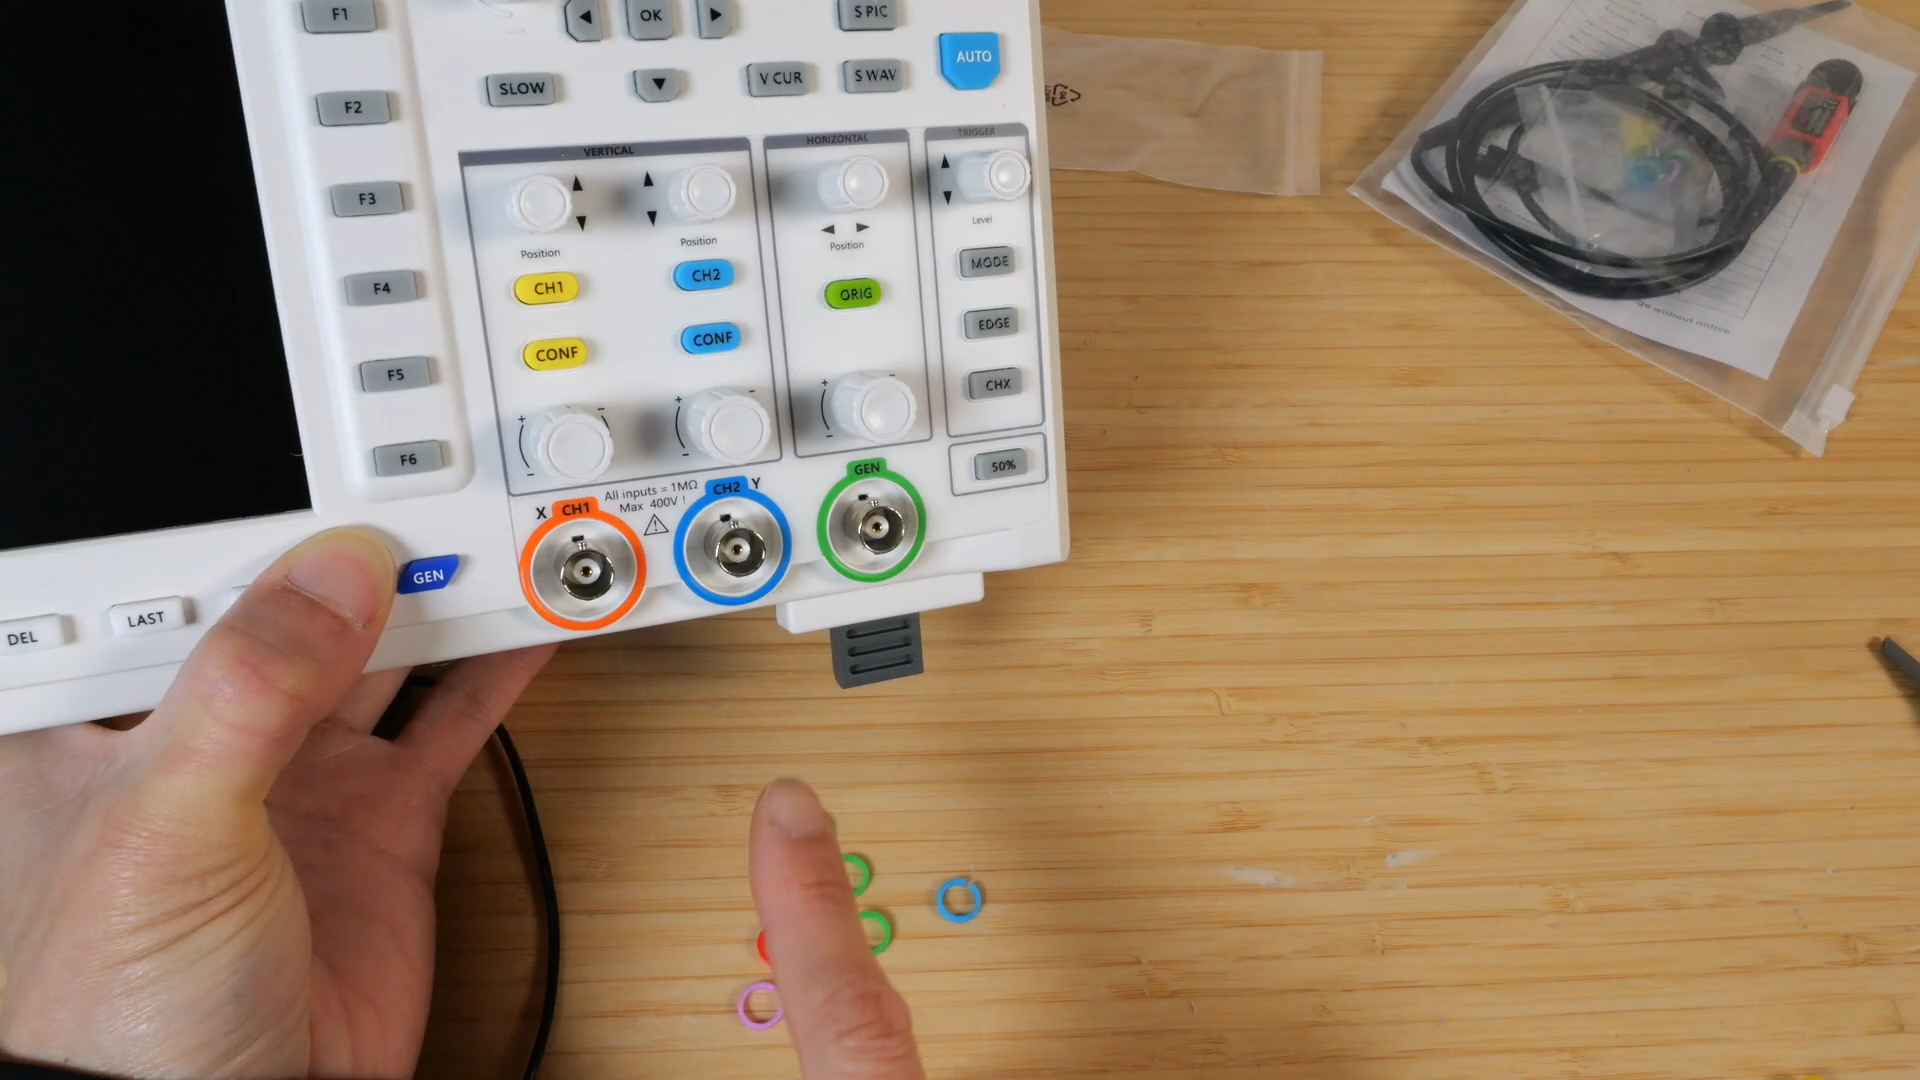 F1
OK
S PIC
SLOW
V CUR
S WAV
AUTO
F2
F3
F4
F5
F6
VERTICAL
Position
Position
CH1
CH2
CONF
CONF
HORIZONTAL
Position
ORIG
TRIGGER
Level
MODE
EDGE
CHX
50%
X CH1
All inputs = 1MΩ
Max 400V !
CH2 Y
GEN
GEN
DEL
LAST
without notice